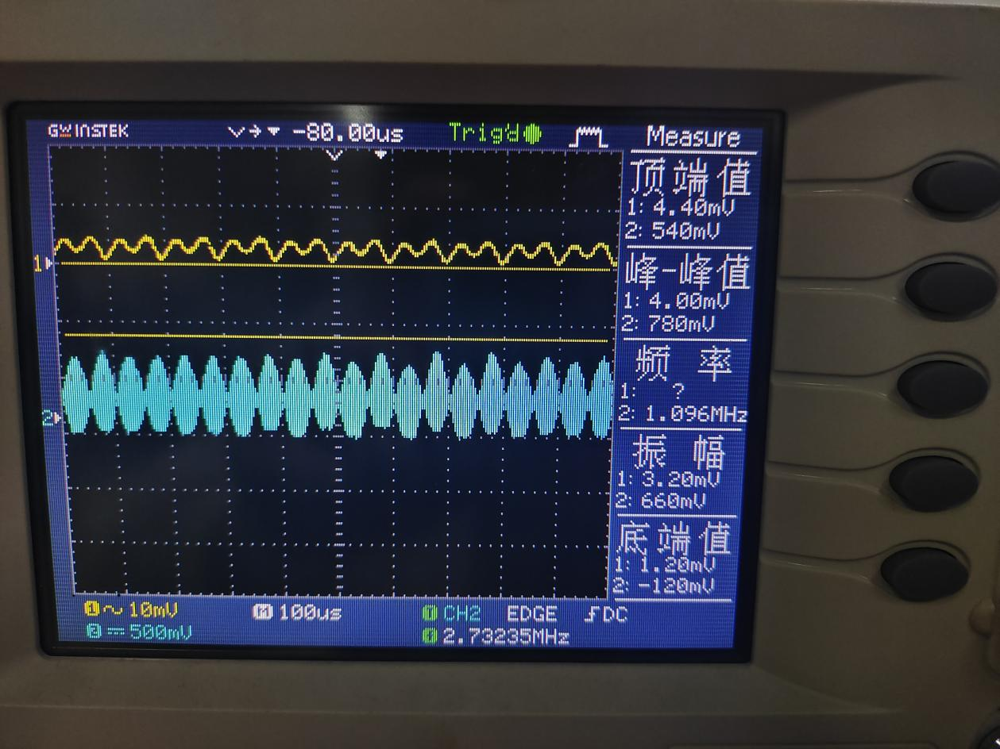 GWINSTEK -80.00us Trig'd Measure
顶端值
1: 4.40mV
2: 540mV
1
峰-峰值
1: 4.00mV
2: 780mV
频率
1: ?
2: 1.096MHz
2
振幅
1: 3.20mV
2: 660mV
底端值
1: 1.20mV
2: -120mV
1 10mV M 100us T CH2 EDGE DC
2 500mV f 2.73235MHz